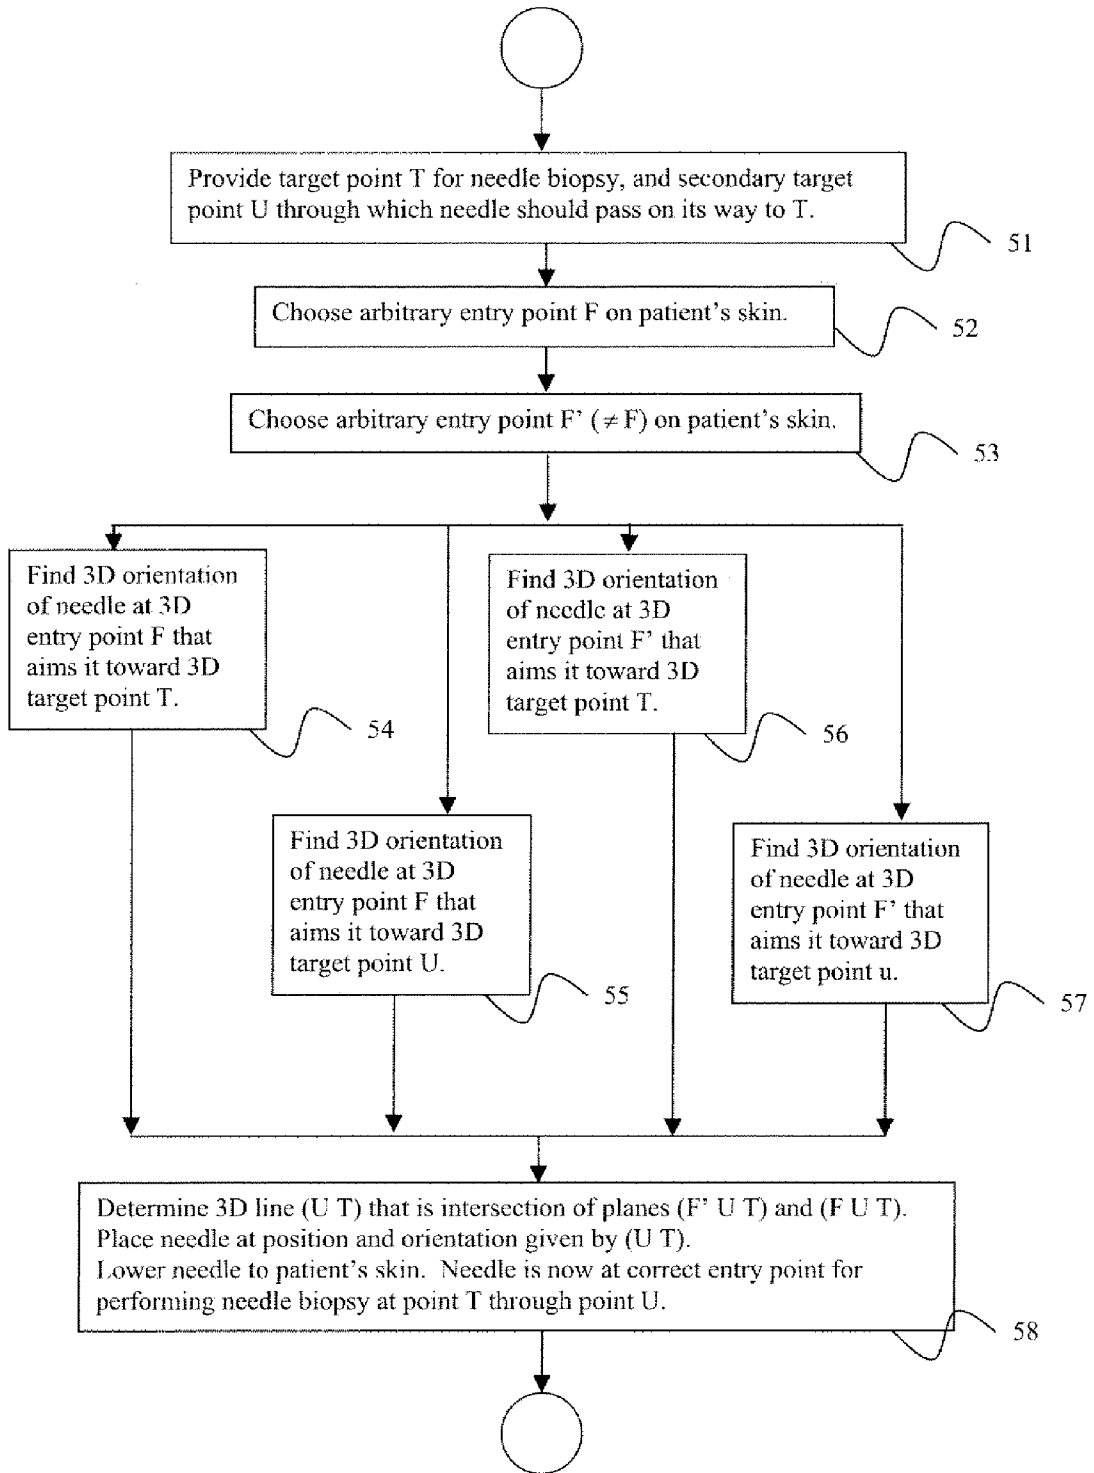 Provide target point T for needle biopsy, and secondary target
point U through which needle should pass on its way to T.
51
Choose arbitrary entry point F on patient's skin.
52
Choose arbitrary entry point F' (≠ F) on patient's skin.
53
Find 3D orientation
of needle at 3D
entry point F that
aims it toward 3D
target point T.
54
Find 3D orientation
of needle at 3D
entry point F' that
aims it toward 3D
target point T.
56
Find 3D orientation
of needle at 3D
entry point F that
aims it toward 3D
target point U.
55
Find 3D orientation
of needle at 3D
entry point F' that
aims it toward 3D
target point u.
57
Determine 3D line (U T) that is intersection of planes (F' U T) and (F U T).
Place needle at position and orientation given by (U T).
Lower needle to patient's skin. Needle is now at correct entry point for
performing needle biopsy at point T through point U.
58